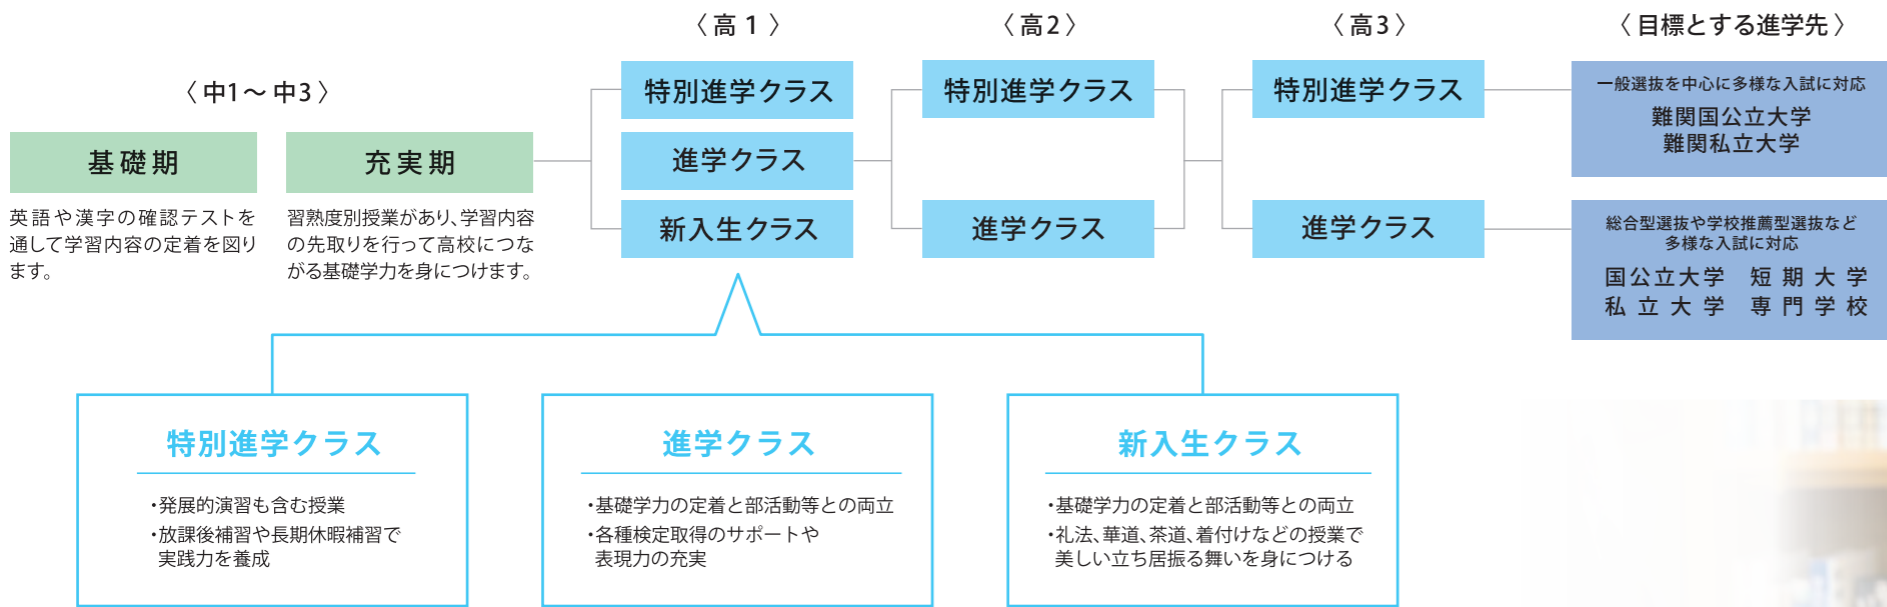 〈中1～中3〉
基礎期
英語や漢字の確認テストを
通して学習内容の定着を図り
ます。
充実期
習熟度別授業があり、学習内容
の先取りを行って高校につな
がる基礎学力を身につけます。
〈高1〉
特別進学クラス
進学クラス
新入生クラス
〈高2〉
特別進学クラス
進学クラス
〈高3〉
特別進学クラス
進学クラス
〈目標とする進学先〉
一般選抜を中心に多様な入試に対応
難関国公立大学
難関私立大学
総合型選抜や学校推薦型選抜など
多様な入試に対応
国公立大学　短期大学
私立大学　専門学校
特別進学クラス
・発展的演習も含む授業
・放課後補習や長期休暇補習で
実践力を養成
進学クラス
・基礎学力の定着と部活動等との両立
・各種検定取得のサポートや
表現力の充実
新入生クラス
・基礎学力の定着と部活動等との両立
・礼法、華道、茶道、着付けなどの授業で
美しい立ち居振る舞いを身につける